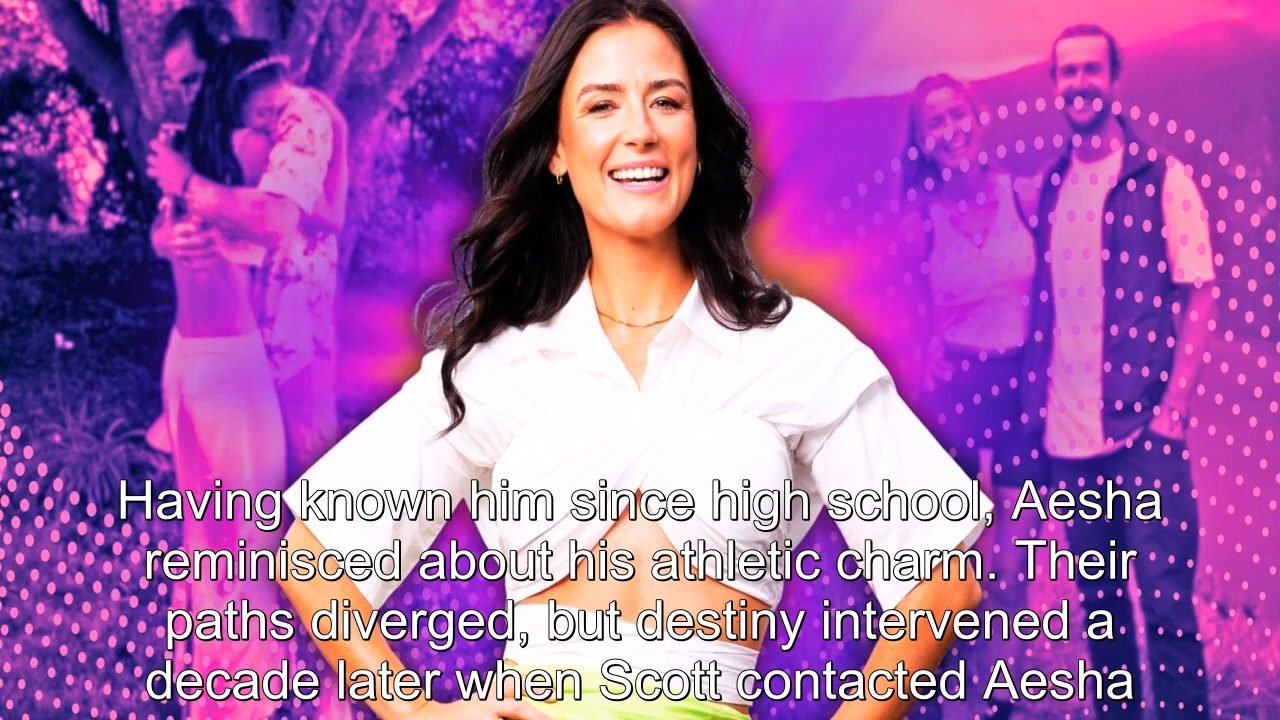 Having known him since high school, Aesha
reminisced about his athletic charm. Their
paths diverged, but destiny intervened a
decade later when Scott contacted Aesha